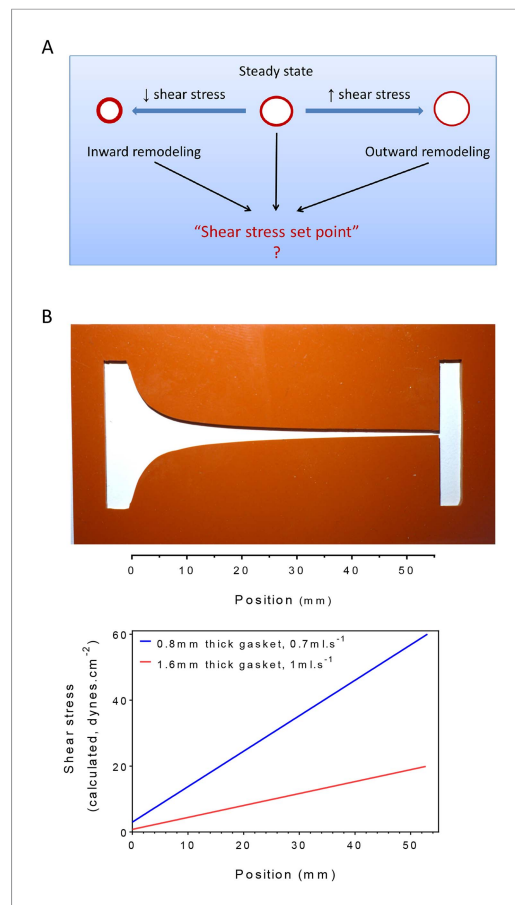 A
Steady state
↓ shear stress
↑ shear stress
Inward remodeling
Outward remodeling
“Shear stress set point”
?
B
0 10 20 30 40 50
Position (mm)
Shear stress
(calculated, dynes.cm-2)
60
40
20
0
0.8mm thick gasket, 0.7ml.s-1
1.6mm thick gasket, 1ml.s-1
0 10 20 30 40 50
Position (mm)